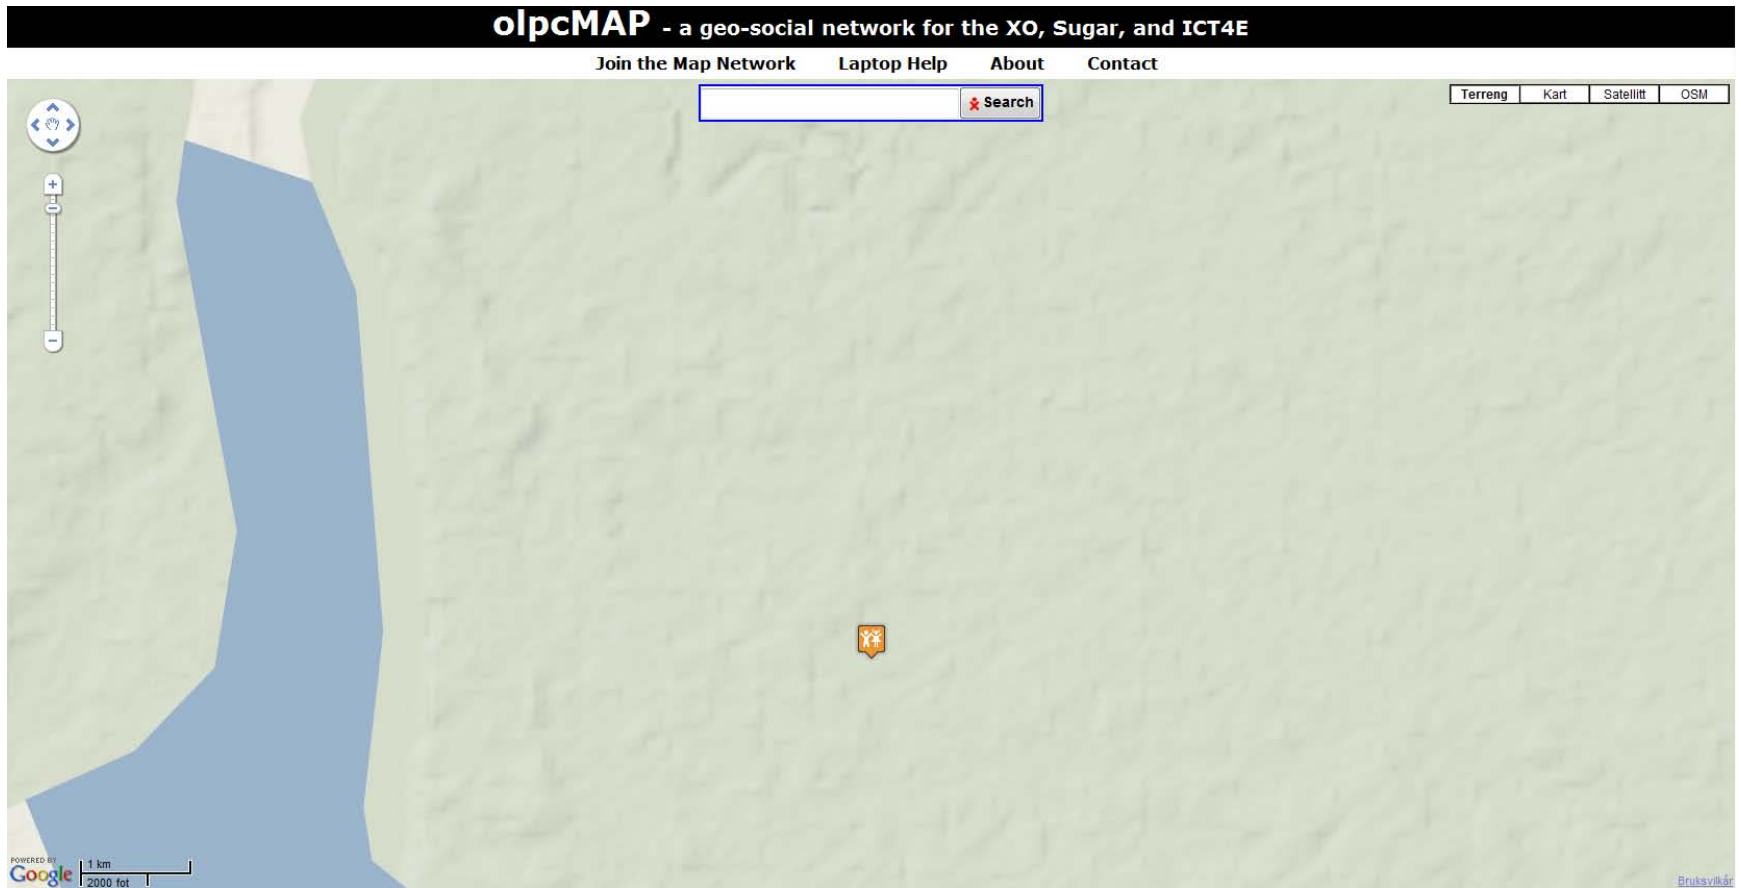 olpcMAP - a geo-social network for the XO, Sugar, and ICT4E
Join the Map Network Laptop Help About Contact
Search
Terreng Kart Satellitt OSM
POWERED BY
Google
1 km
2000 fot
Bruksvilkår